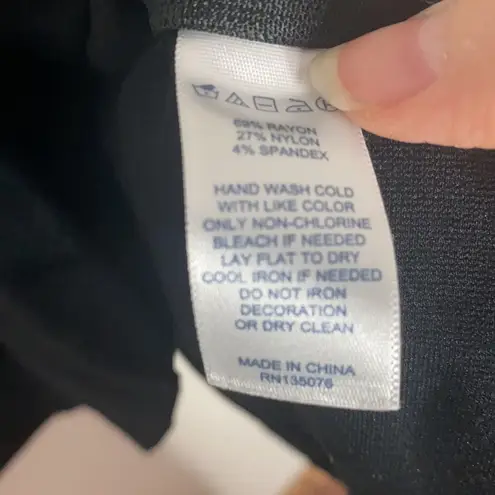 69% RAYON
27% NYLON
4% SPANDEX
HAND WASH COLD
WITH LIKE COLOR
ONLY NON-CHLORINE
BLEACH IF NEEDED
LAY FLAT TO DRY
COOL IRON IF NEEDED
DO NOT IRON
DECORATION
OR DRY CLEAN
MADE IN CHINA
RN135076